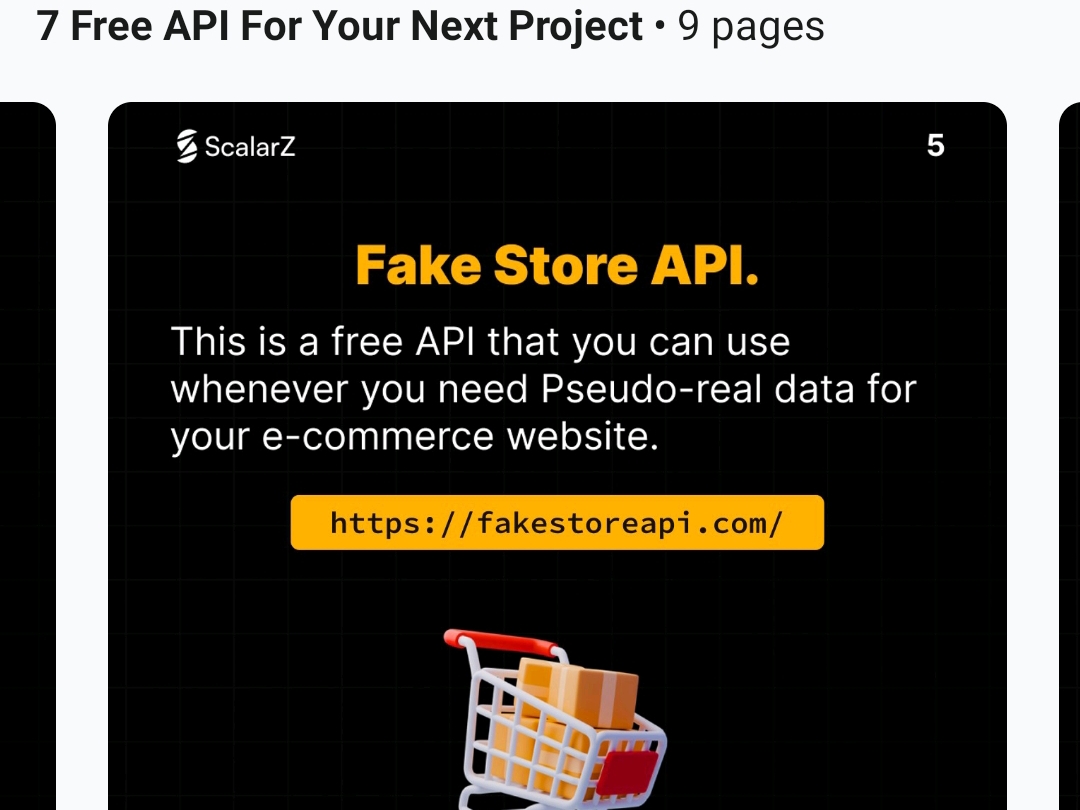 7 Free API For Your Next Project • 9 pages
ScalarZ
5
Fake Store API.
This is a free API that you can use
whenever you need Pseudo-real data for
your e-commerce website.
https://fakestoreapi.com/